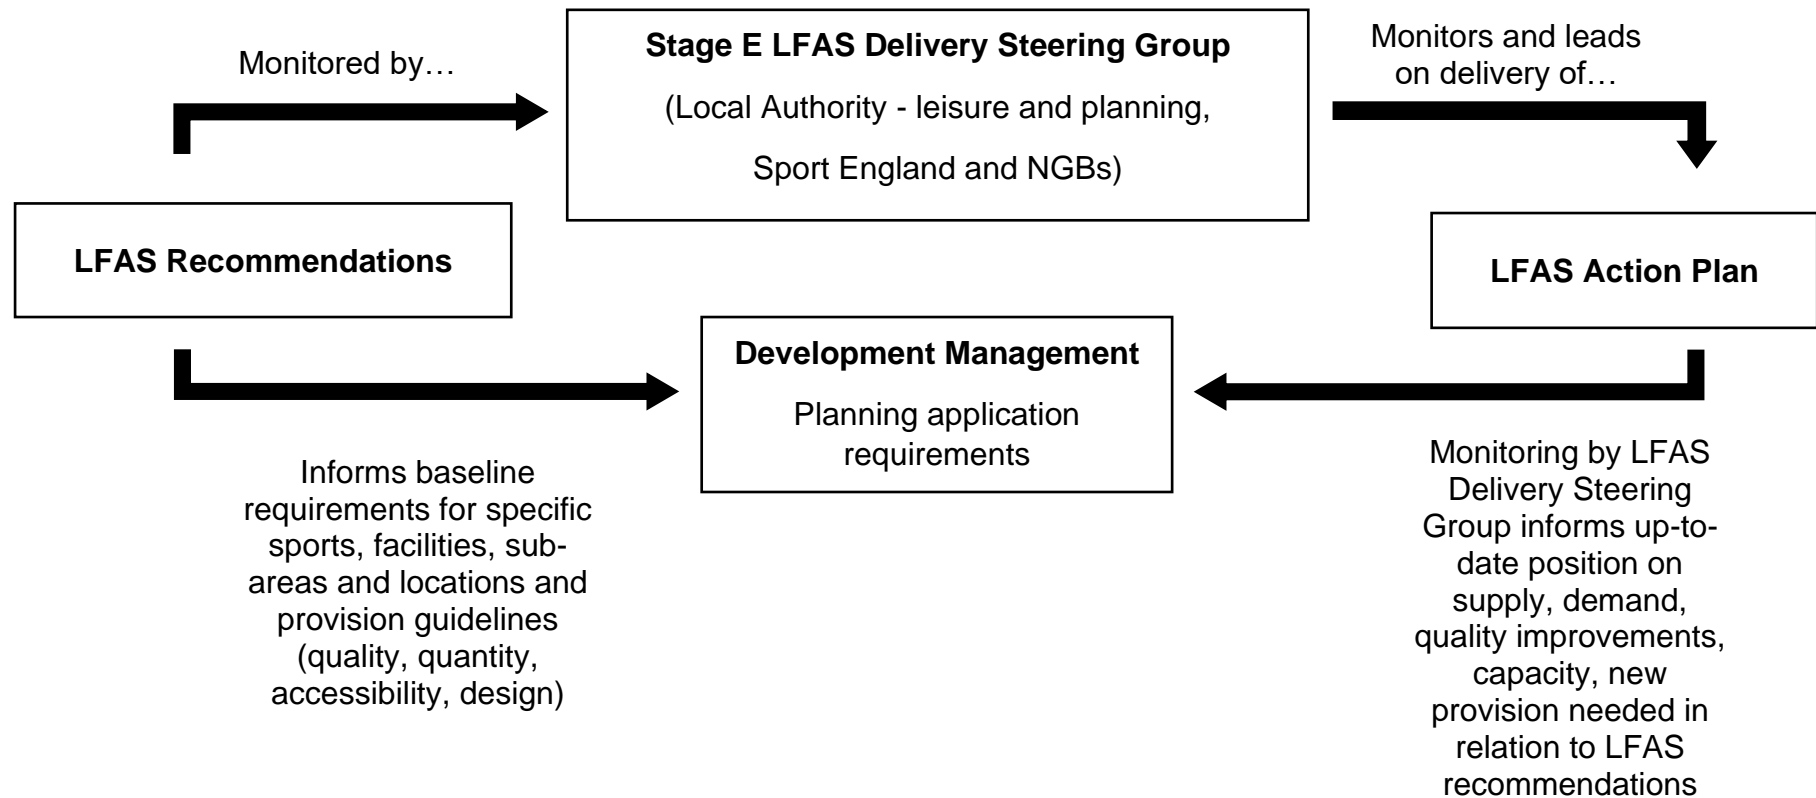 Monitored by…
Stage E LFAS Delivery Steering Group
(Local Authority - leisure and planning,
Sport England and NGBs)
Monitors and leads
on delivery of…
LFAS Recommendations
LFAS Action Plan
Development Management
Planning application
requirements
Informs baseline
requirements for specific
sports, facilities, sub-
areas and locations and
provision guidelines
(quality, quantity,
accessibility, design)
Monitoring by LFAS
Delivery Steering
Group informs up-to-
date position on
supply, demand,
quality improvements,
capacity, new
provision needed in
relation to LFAS
recommendations